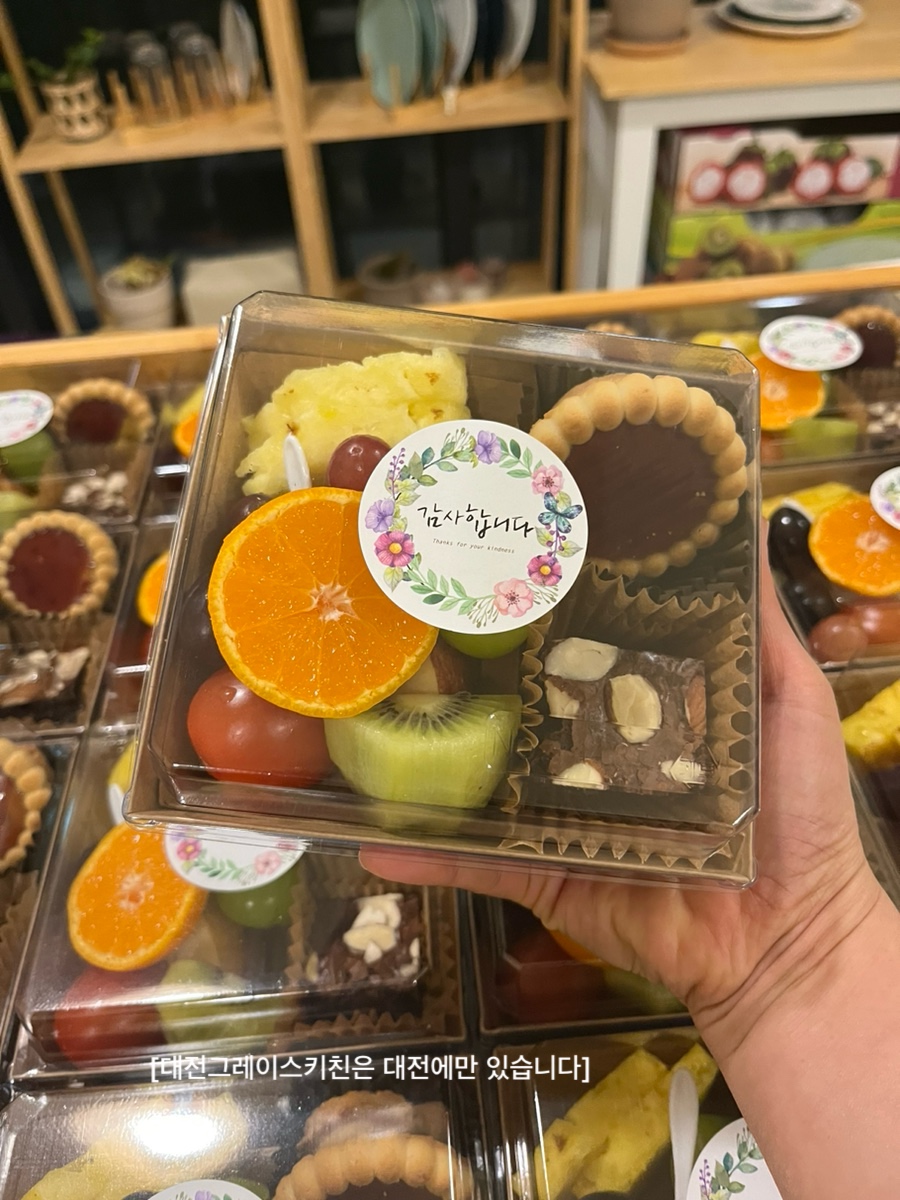 감사합니다
Thanks for your kindness
[대전그레이스키친은 대전에만 있습니다]